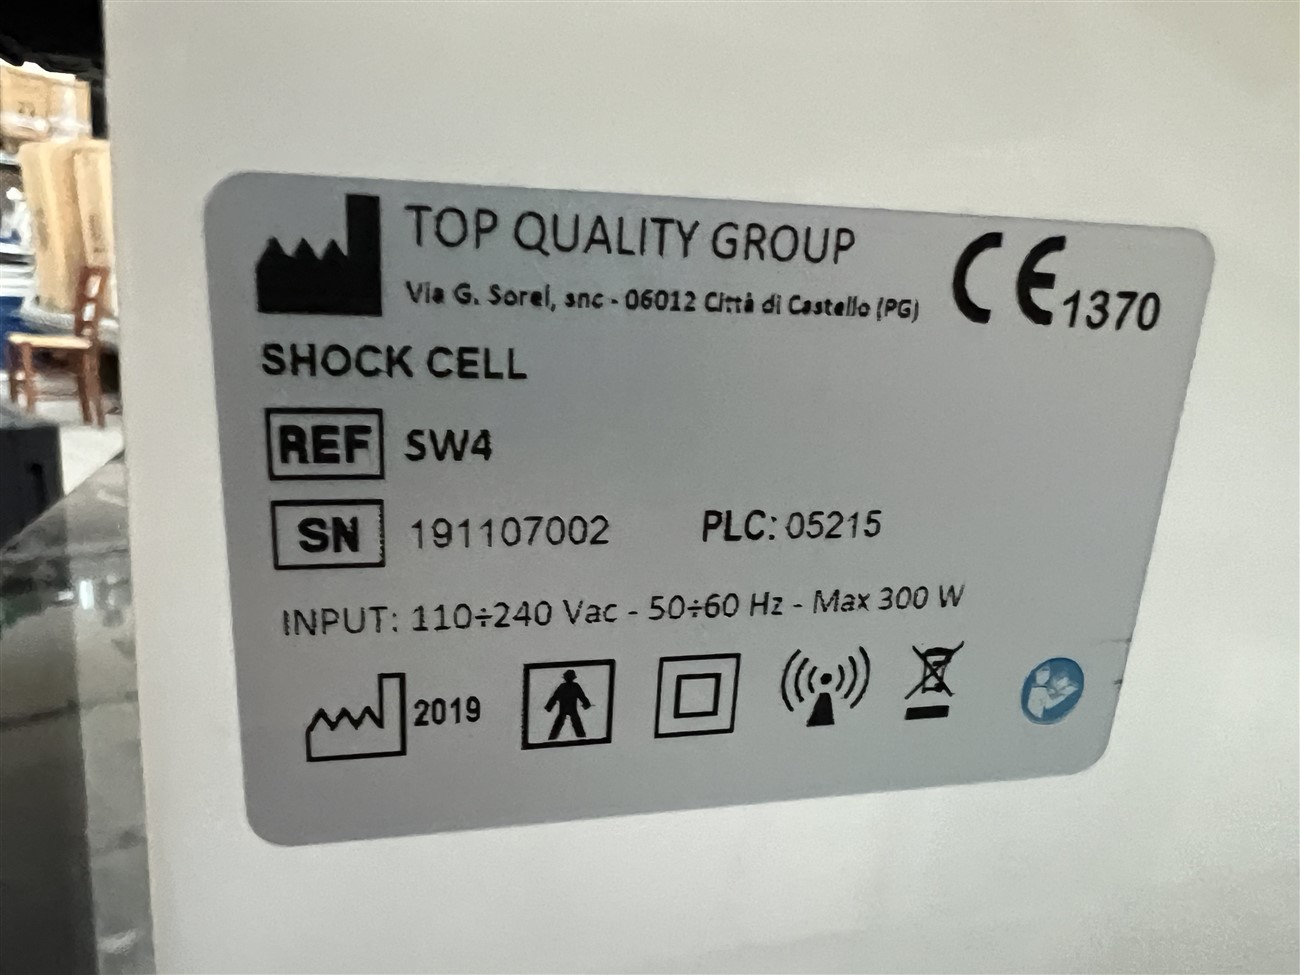 TOP QUALITY GROUP
Via G. Sorel, snc - 06012 Città di Castello (PG)
CE 1370
SHOCK CELL
REF SW4
SN 191107002 PLC: 05215
INPUT: 110÷240 Vac - 50÷60 Hz - Max 300 W
2019